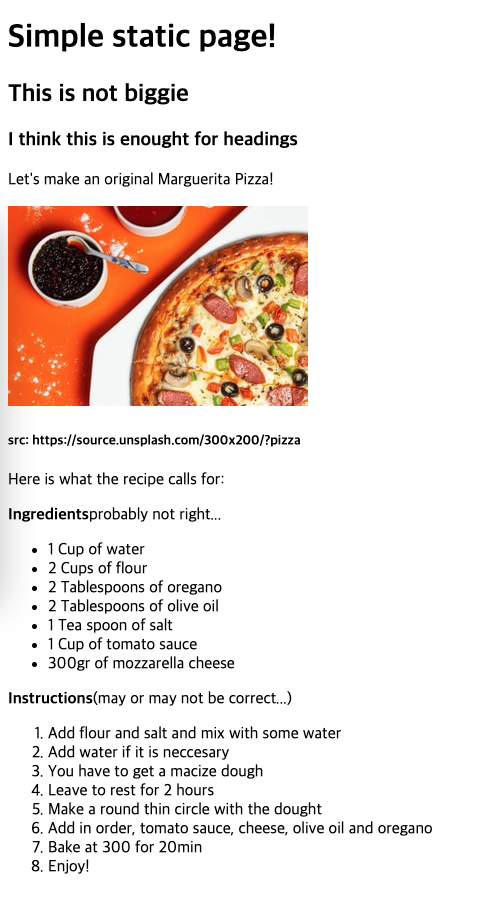 Simple static page!
This is not biggie
I think this is enought for headings
Let's make an original Marguerita Pizza!
src: https://source.unsplash.com/300x200/?pizza
Here is what the recipe calls for:
Ingredientsprobably not right...
• 1 Cup of water
• 2 Cups of flour
• 2 Tablespoons of oregano
• 2 Tablespoons of olive oil
• 1 Tea spoon of salt
• 1 Cup of tomato sauce
• 300gr of mozzarella cheese
Instructions(may or may not be correct...)
1. Add flour and salt and mix with some water
2. Add water if it is neccesary
3. You have to get a macize dough
4. Leave to rest for 2 hours
5. Make a round thin circle with the dought
6. Add in order, tomato sauce, cheese, olive oil and oregano
7. Bake at 300 for 20min
8. Enjoy!